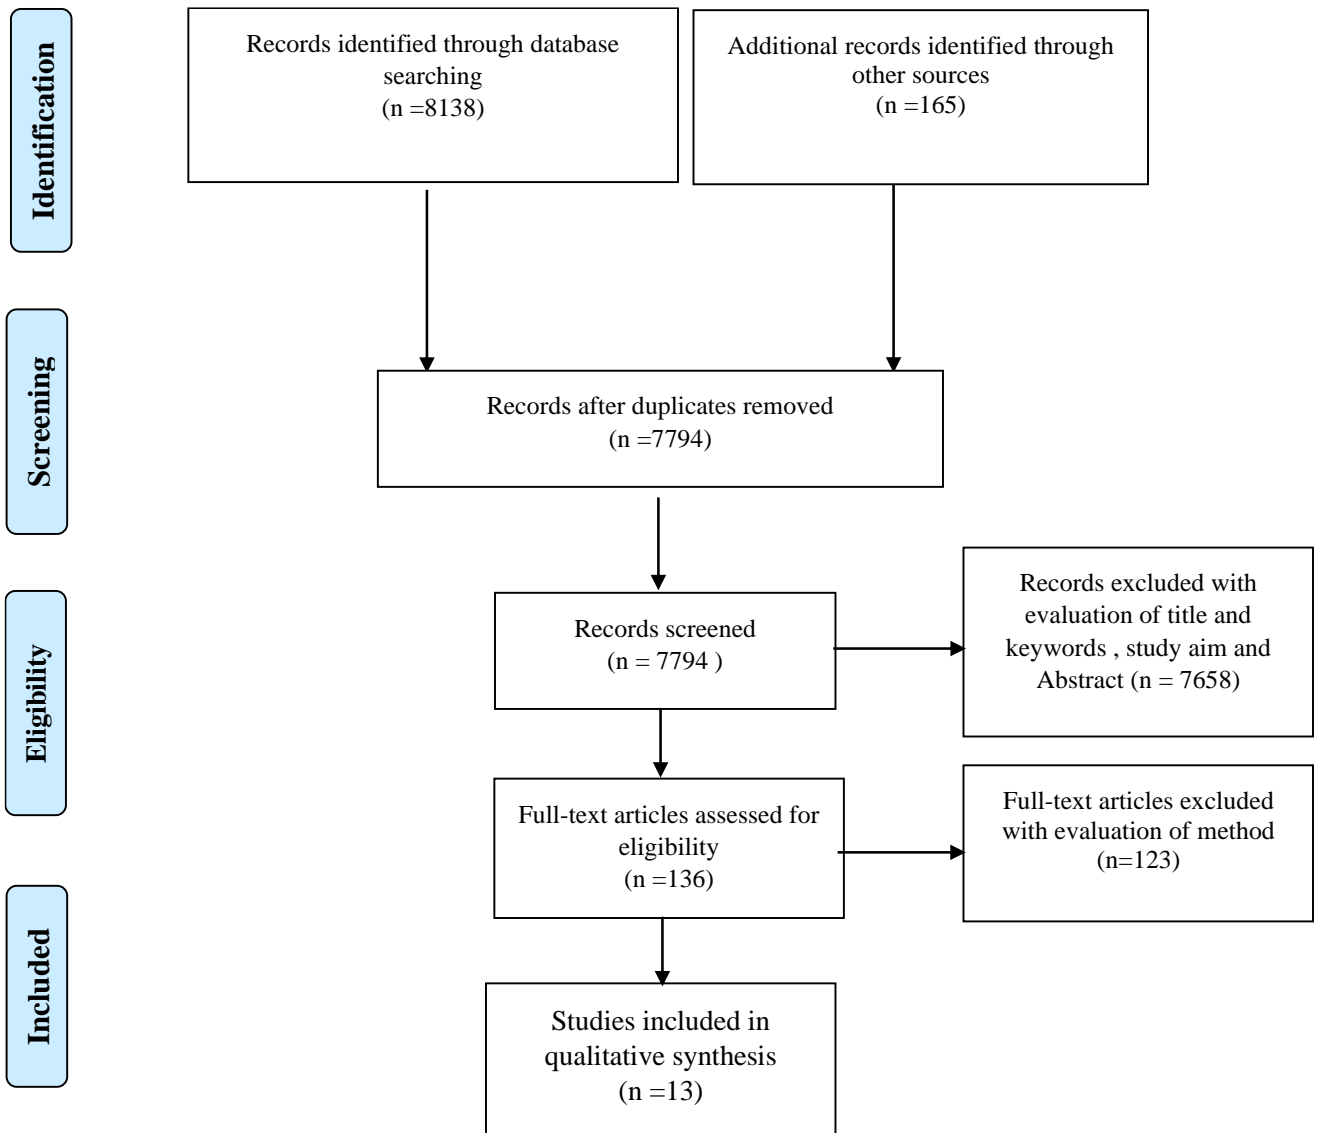 Identification
Records identified through database
searching
(n =8138)
Additional records identified through
other sources
(n =165)
Screening
Records after duplicates removed
(n =7794)
Eligibility
Records screened
(n = 7794 )
Records excluded with
evaluation of title and
keywords , study aim and
Abstract (n = 7658)
Full-text articles assessed for
eligibility
(n =136)
Full-text articles excluded
with evaluation of method
(n=123)
Included
Studies included in
qualitative synthesis
(n =13)